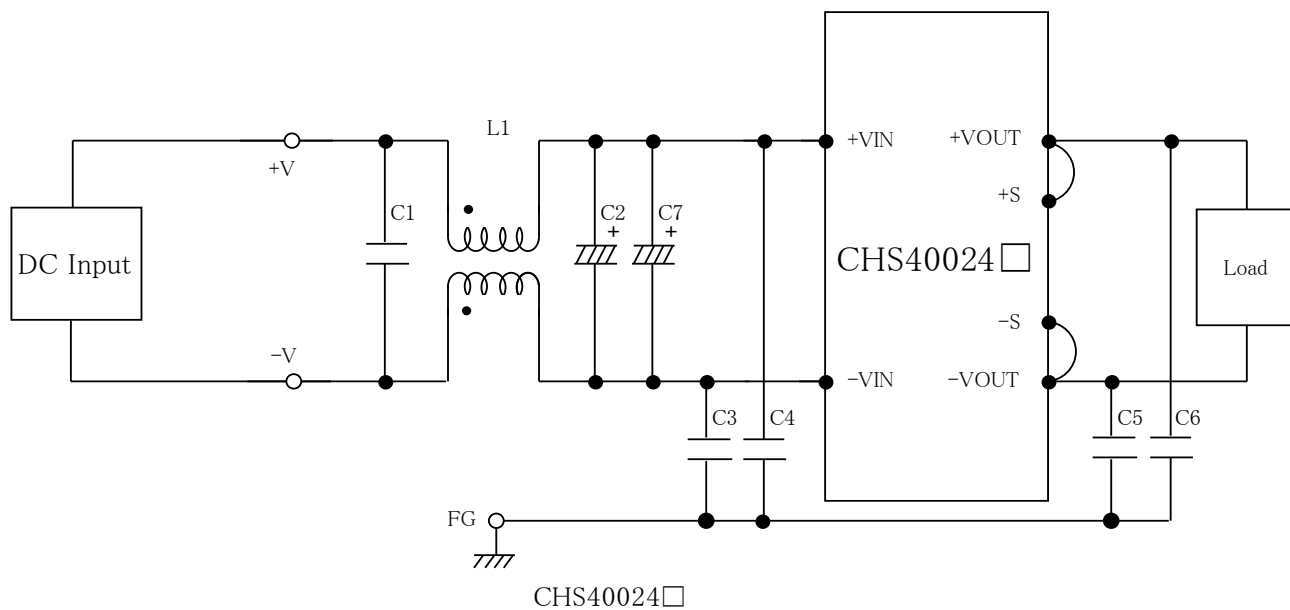 L1
+VIN
+VOUT
+V
+S
C1
C2
+
C7
+
DC Input
CHS40024□
Load
-S
-V
-VIN
-VOUT
C3
C4
C5
C6
FG
CHS40024□